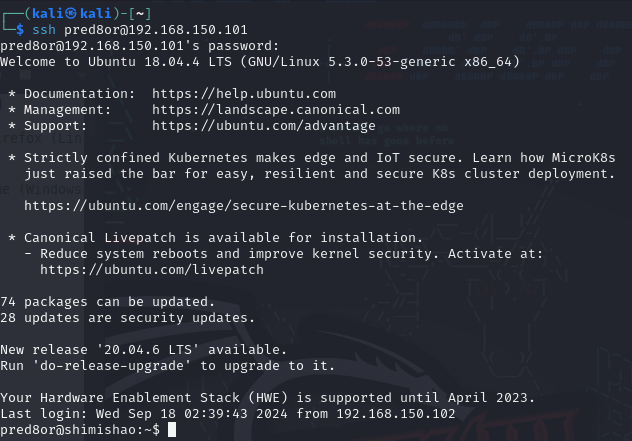 ┌──(kali㉿kali)-[~]
└─$ ssh pred8or@192.168.150.101
pred8or@192.168.150.101's password:
Welcome to Ubuntu 18.04.4 LTS (GNU/Linux 5.3.0-53-generic x86_64)

 * Documentation:  https://help.ubuntu.com
 * Management:     https://landscape.canonical.com
 * Support:        https://ubuntu.com/advantage

 * Strictly confined Kubernetes makes edge and IoT secure. Learn how MicroK8s
   just raised the bar for easy, resilient and secure K8s cluster deployment.

   https://ubuntu.com/engage/secure-kubernetes-at-the-edge

 * Canonical Livepatch is available for installation.
   - Reduce system reboots and improve kernel security. Activate at:
     https://ubuntu.com/livepatch

74 packages can be updated.
28 updates are security updates.

New release '20.04.6 LTS' available.
Run 'do-release-upgrade' to upgrade to it.

Your Hardware Enablement Stack (HWE) is supported until April 2023.
Last login: Wed Sep 18 02:39:43 2024 from 192.168.150.102
pred8or@shimishao:~$